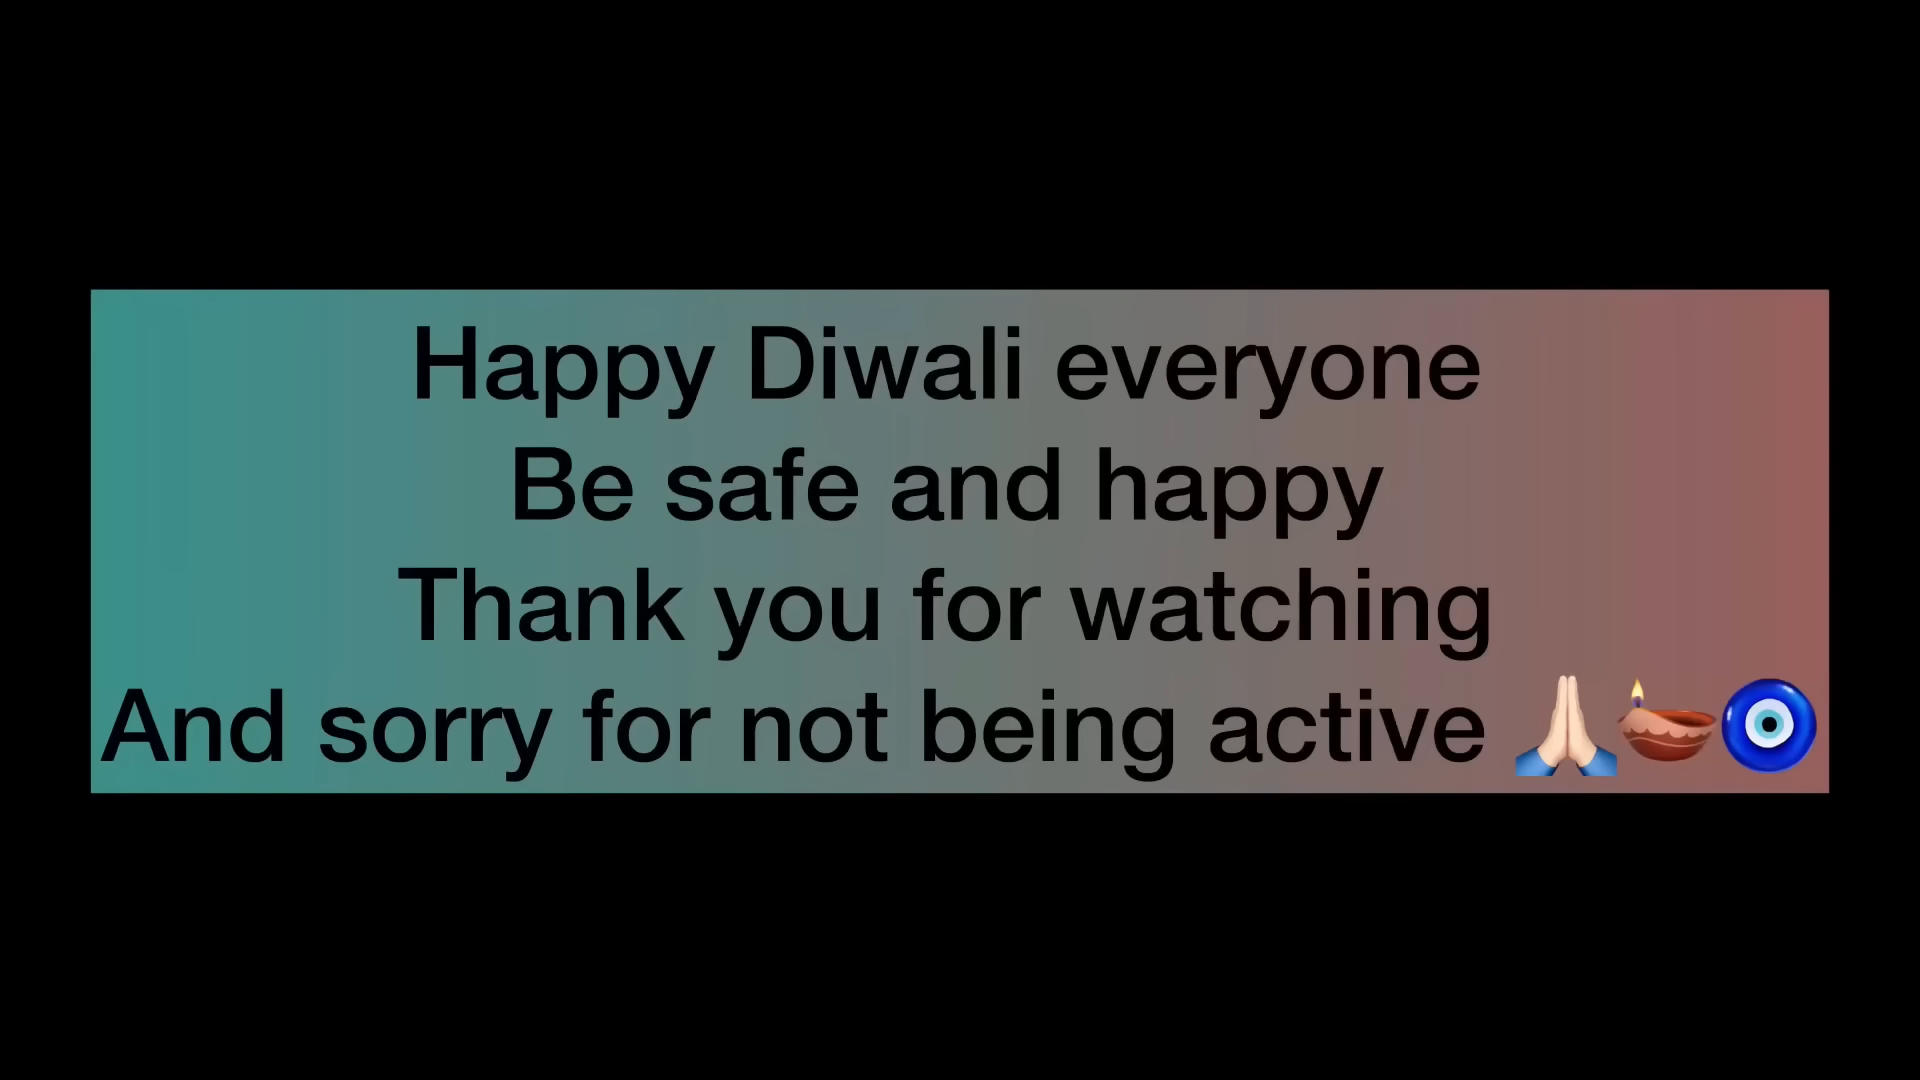 Happy Diwali everyone
Be safe and happy
Thank you for watching
And sorry for not being active 🙏🏻🪔🧿